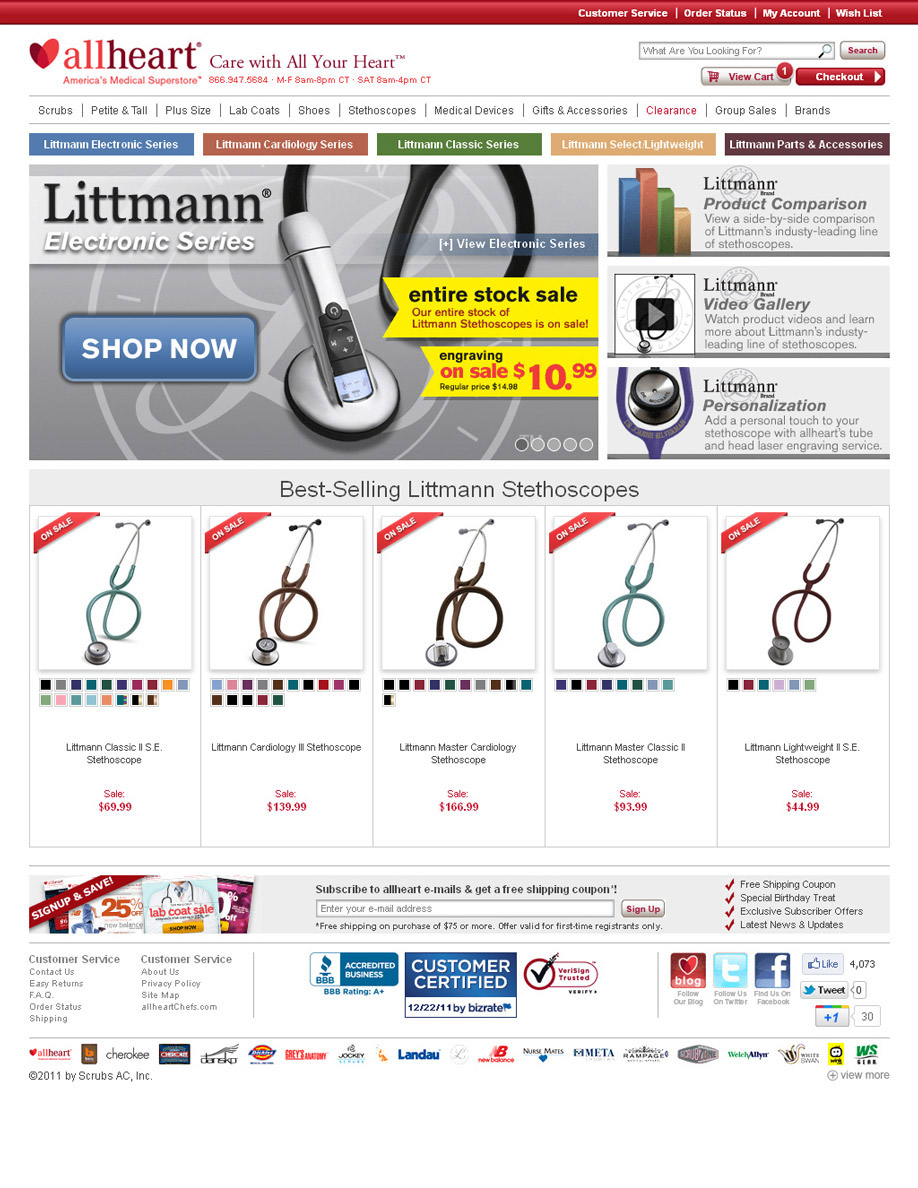 Customer Service | Order Status | My Account | Wish List
allheart® Care with All Your Heart™
America's Medical Superstore™ 866.947.5684 · M-F 8am-8pm CT · SAT 8am-4pm CT
What Are You Looking For? Search
View Cart 1 Checkout
Scrubs | Petite & Tall | Plus Size | Lab Coats | Shoes | Stethoscopes | Medical Devices | Gifts & Accessories | Clearance | Group Sales | Brands
Littmann Electronic Series Littmann Cardiology Series Littmann Classic Series Littmann Select/Lightweight Littmann Parts & Accessories
Littmann®
Electronic Series
[+] View Electronic Series
SHOP NOW
entire stock sale
Our entire stock of
Littmann Stethoscopes is on sale!
engraving
on sale $10.99
Regular price $14.98
Littmann
Brand
Product Comparison
View a side-by-side comparison
of Littmann's industy-leading line
of stethoscopes.
Littmann
Brand
Video Gallery
Watch product videos and learn
more about Littmann's industy-
leading line of stethoscopes.
Littmann
Brand
Personalization
Add a personal touch to your
stethoscope with allheart's tube
and head laser engraving service.
Best-Selling Littmann Stethoscopes
ON SALE ON SALE ON SALE ON SALE ON SALE
Littmann Classic II S.E.
Stethoscope
Sale:
$69.99
Littmann Cardiology III Stethoscope
Sale:
$139.99
Littmann Master Cardiology
Stethoscope
Sale:
$166.99
Littmann Master Classic II
Stethoscope
Sale:
$93.99
Littmann Lightweight II S.E.
Stethoscope
Sale:
$44.99
SIGNUP & SAVE!
25%
new balance
lab coat sale
SHOP NOW
Subscribe to allheart e-mails & get a free shipping coupon*!
Enter your e-mail address Sign Up
*Free shipping on purchase of $75 or more. Offer valid for first-time registrants only.
Free Shipping Coupon
Special Birthday Treat
Exclusive Subscriber Offers
Latest News & Updates
Customer Service
Contact Us
Easy Returns
F.A.Q.
Order Status
Shipping
Customer Service
About Us
Privacy Policy
Site Map
allheartChefs.com
BBB ACCREDITED
BUSINESS
BBB Rating: A+
CUSTOMER
CERTIFIED
12/22/11 by bizrate
VeriSign
Trusted
VERIFY
blog
Follow
Our Blog
Follow Us
On Twitter
Find Us On
Facebook
Like 4,073
Tweet 0
+1 30
allheart cherokee CHEROKEE dansko Dickies GREY'S ANATOMY JOCKEY Landau new balance NURSE MATES META RAMPAGE SCRUBZONE WelchAllyn WHITE SWAN wink WS GEAR
©2011 by Scrubs AC, Inc.
view more